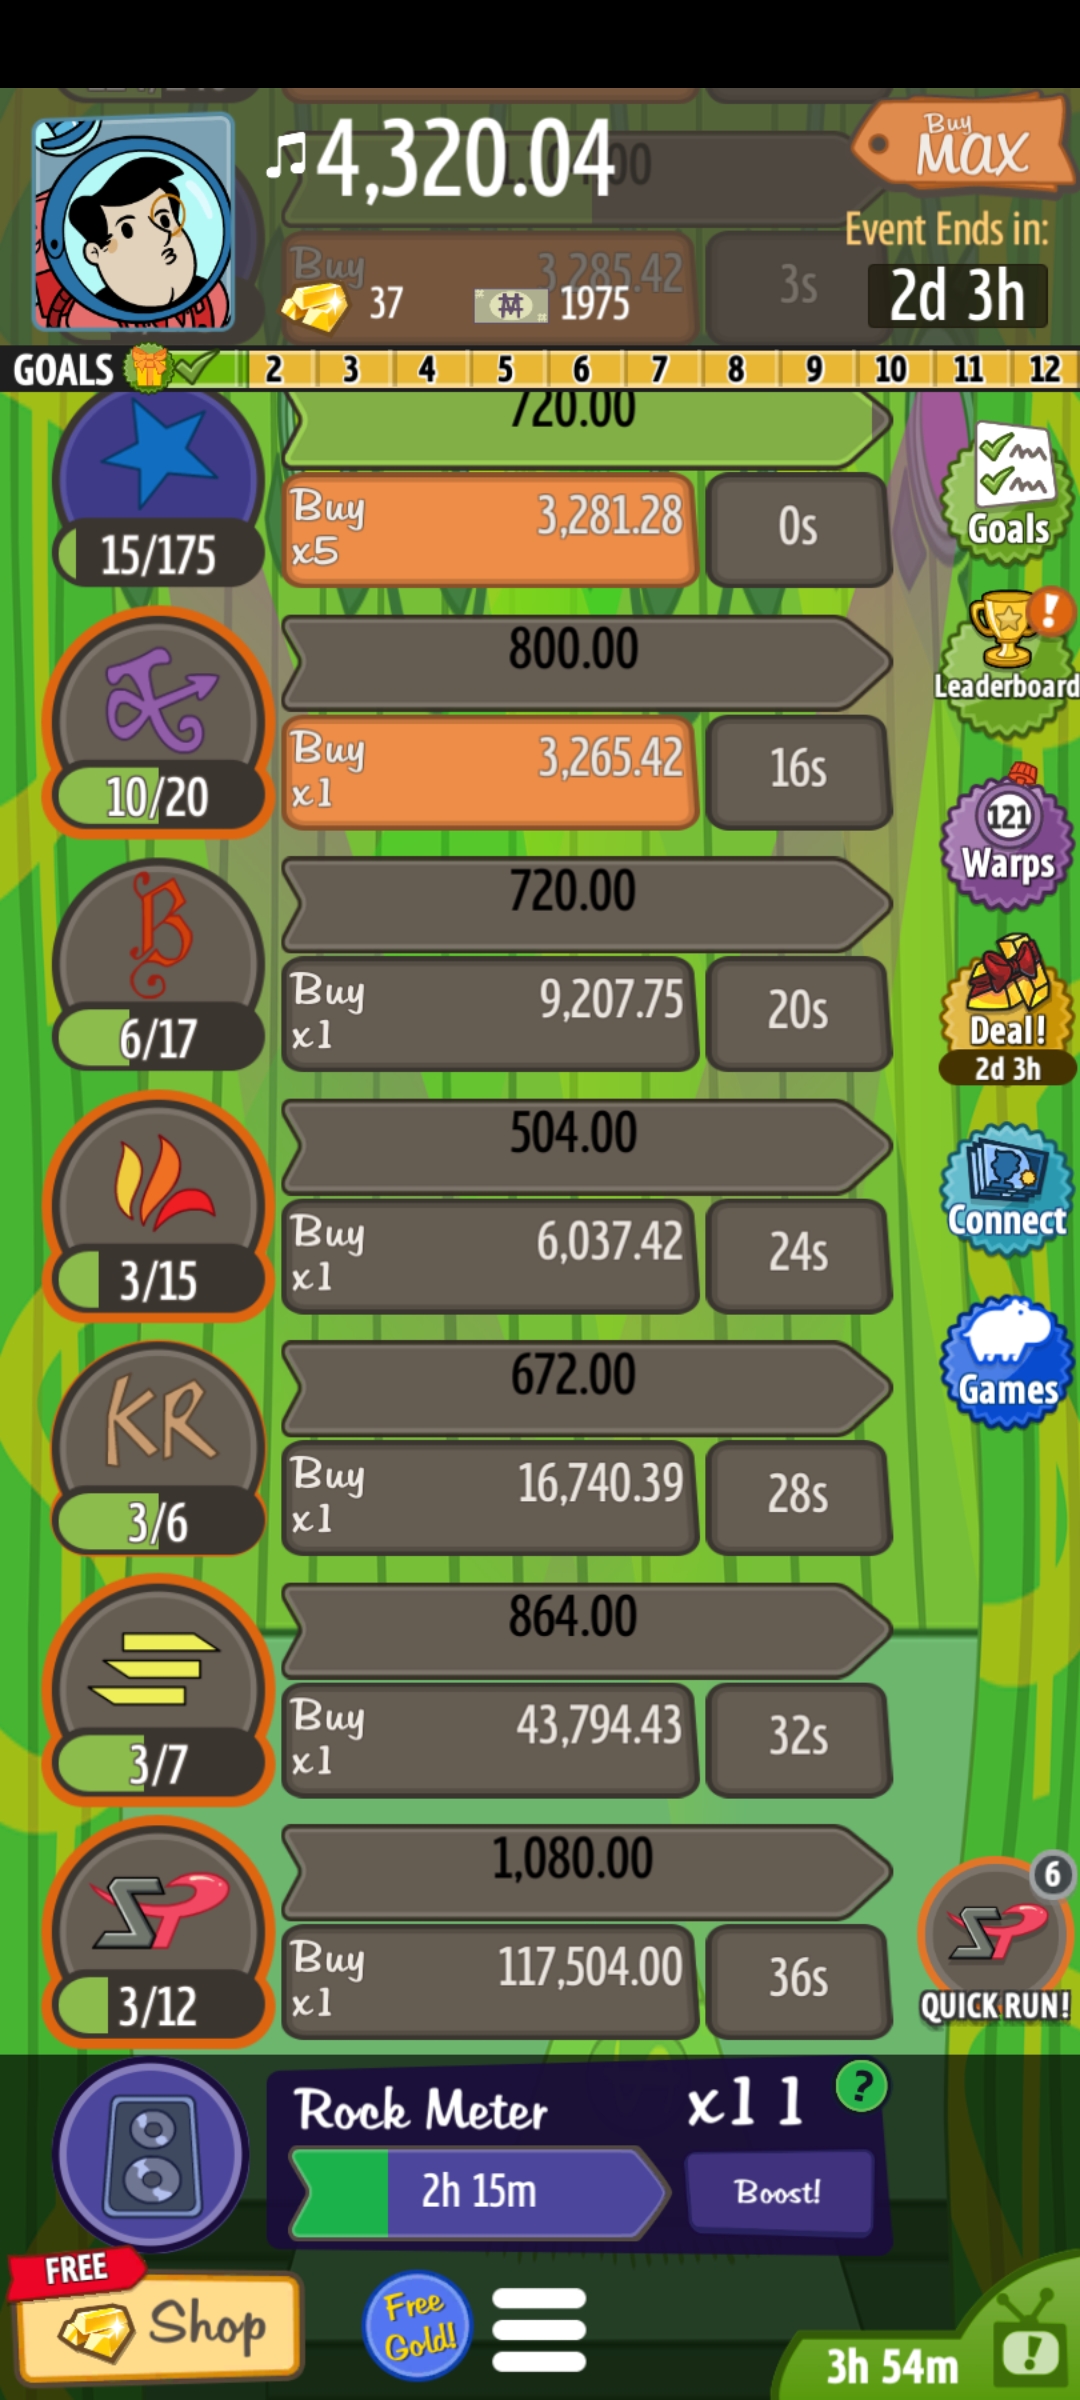 ♫4,320.04
Buy
MAX
Event Ends in:
Buy
3,285.42
3s
37
1975
2d 3h
GOALS
2 3 4 5 6 7 8 9 10 11 12
720.00
Buy
x5
3,281.28
0s
15/175
Goals
800.00
Buy
x1
3,265.42
16s
10/20
Leaderboard
720.00
Buy
x1
9,207.75
20s
B
6/17
121
Warps
504.00
Buy
x1
6,037.42
24s
3/15
Deal!
2d 3h
672.00
Buy
x1
16,740.39
28s
KR
3/6
Connect
Games
864.00
Buy
x1
43,794.43
32s
3/7
1,080.00
Buy
x1
117,504.00
36s
SP
3/12
6
SP
QUICK RUN!
Rock Meter
x11
?
2h 15m
Boost!
FREE
Shop
Free
Gold!
3h 54m